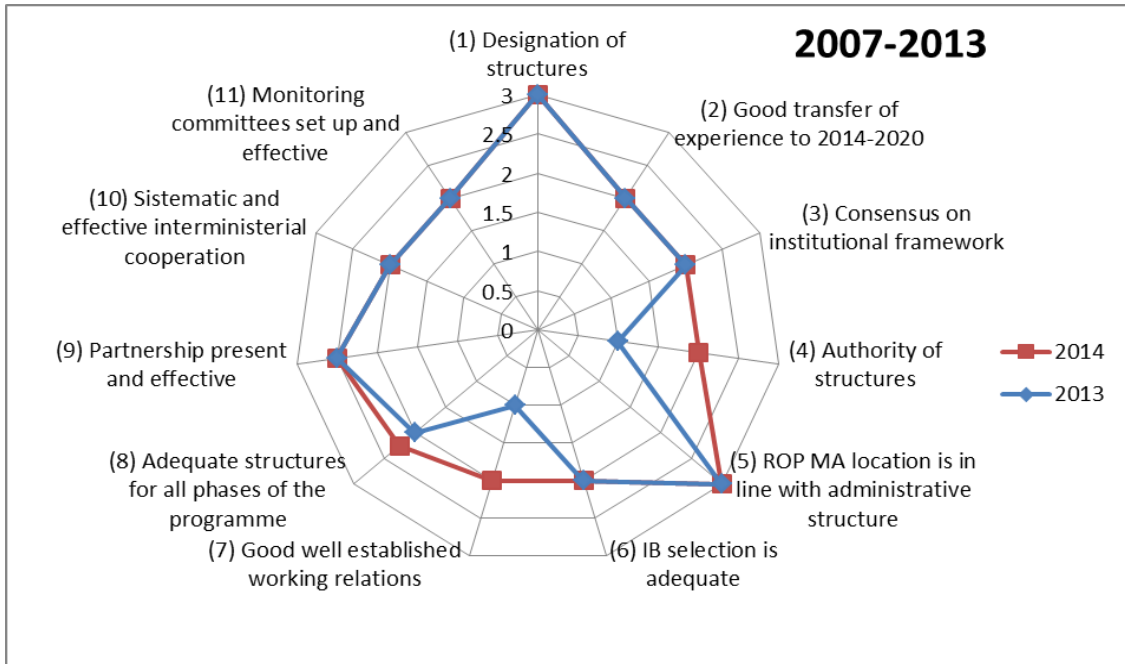 2007-2013
(1) Designation of
structures
(2) Good transfer of
experience to 2014-2020
(3) Consensus on
institutional framework
(4) Authority of
structures
(5) ROP MA location is in
line with administrative
structure
(6) IB selection is
adequate
(7) Good well established
working relations
(8) Adequate structures
for all phases of the
programme
(9) Partnership present
and effective
(10) Sistematic and
effective interministerial
cooperation
(11) Monitoring
committees set up and
effective
3
2.5
2
1.5
1
0.5
0
2014
2013